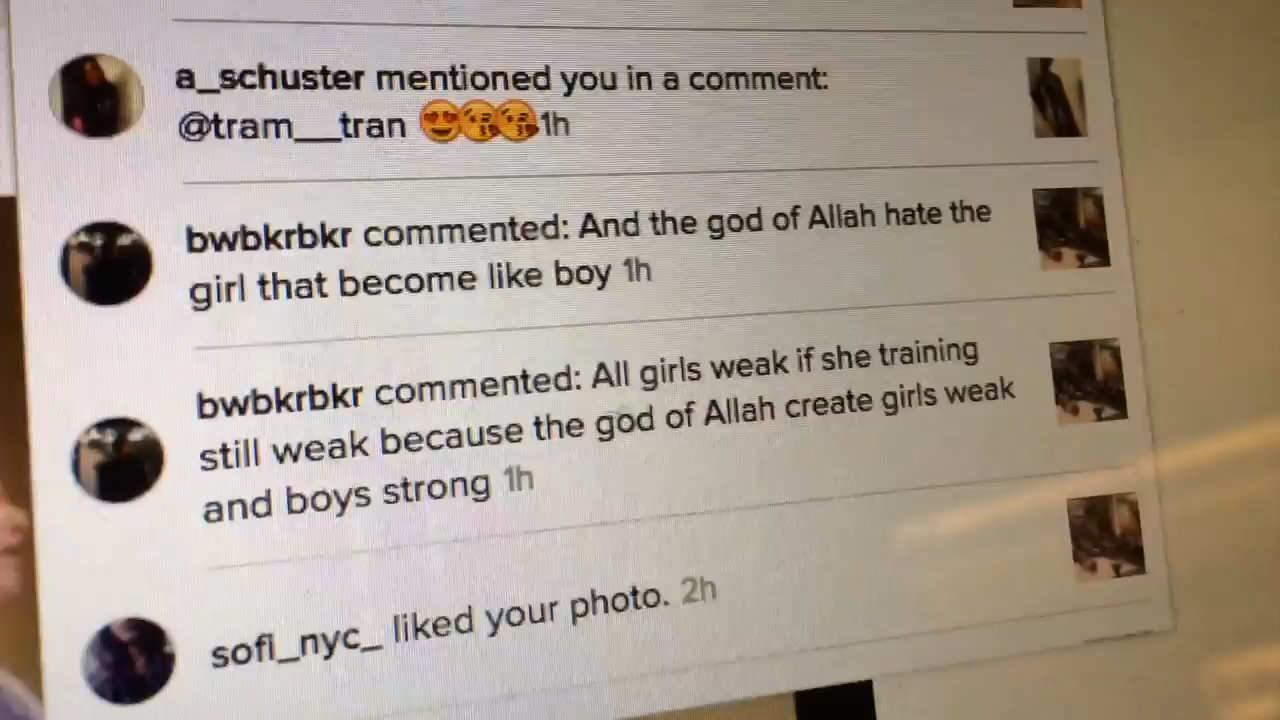 a_schuster mentioned you in a comment:
@tram__tran 😍😘😘 1h
bwbkrbkr commented: And the god of Allah hate the
girl that become like boy 1h
bwbkrbkr commented: All girls weak if she training
still weak because the god of Allah create girls weak
and boys strong 1h
sofi_nyc_ liked your photo. 2h